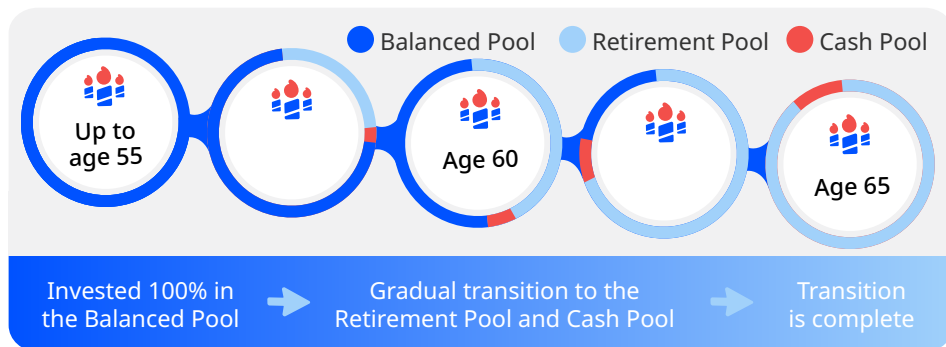 Balanced Pool
Retirement Pool
Cash Pool
Up to
age 55
Age 60
Age 65
Invested 100% in
the Balanced Pool
Gradual transition to the
Retirement Pool and Cash Pool
Transition
is complete